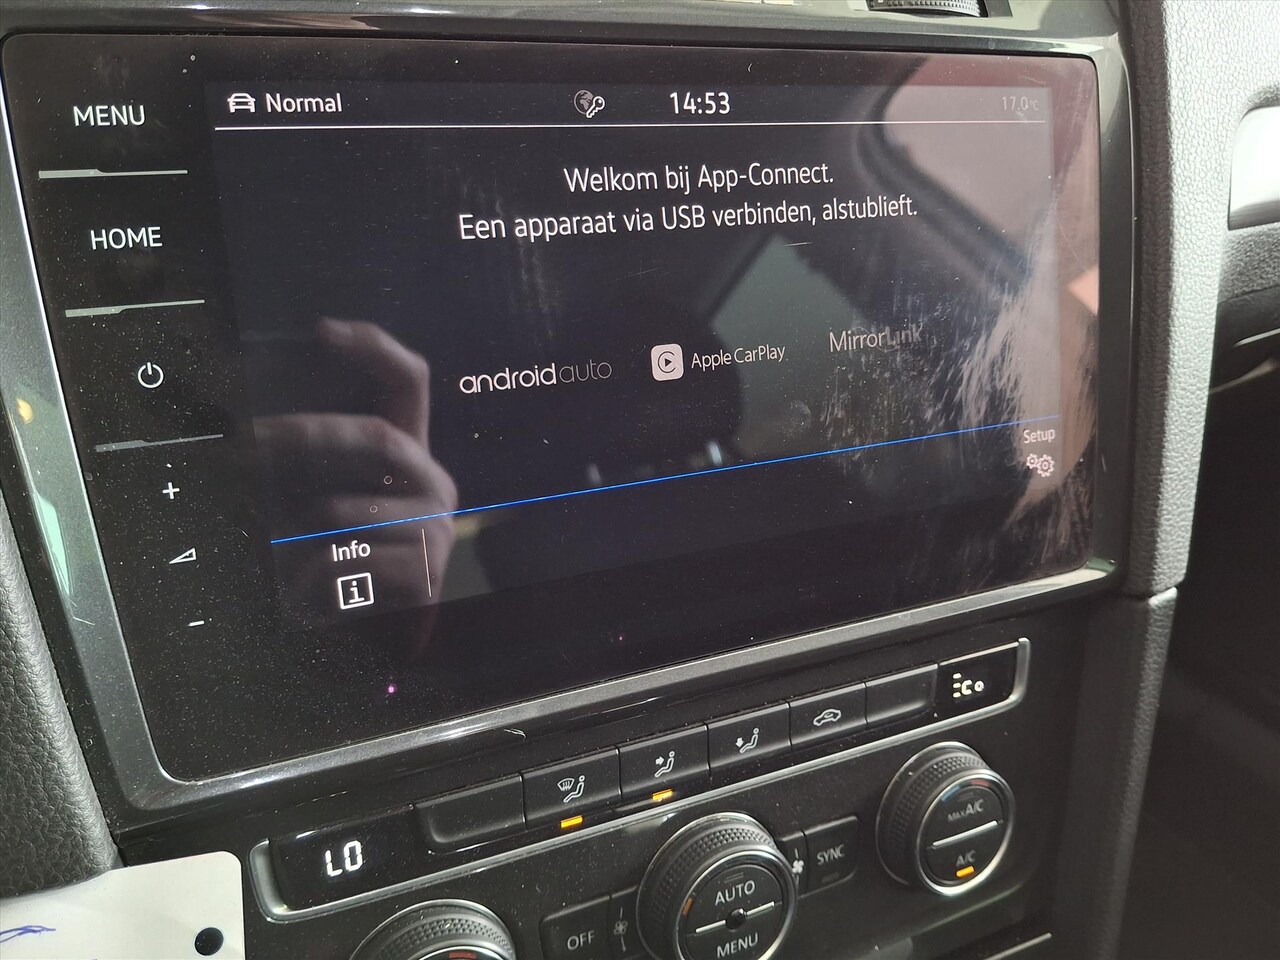 MENU
Normal
14:53
17.0°C
HOME
Welkom bij App-Connect.
Een apparaat via USB verbinden, alstublieft.
androidauto
Apple CarPlay
MirrorLink
Setup
+
Info
i
-
LO
MAX A/C
A/C
SYNC
AUTO
OFF
MENU